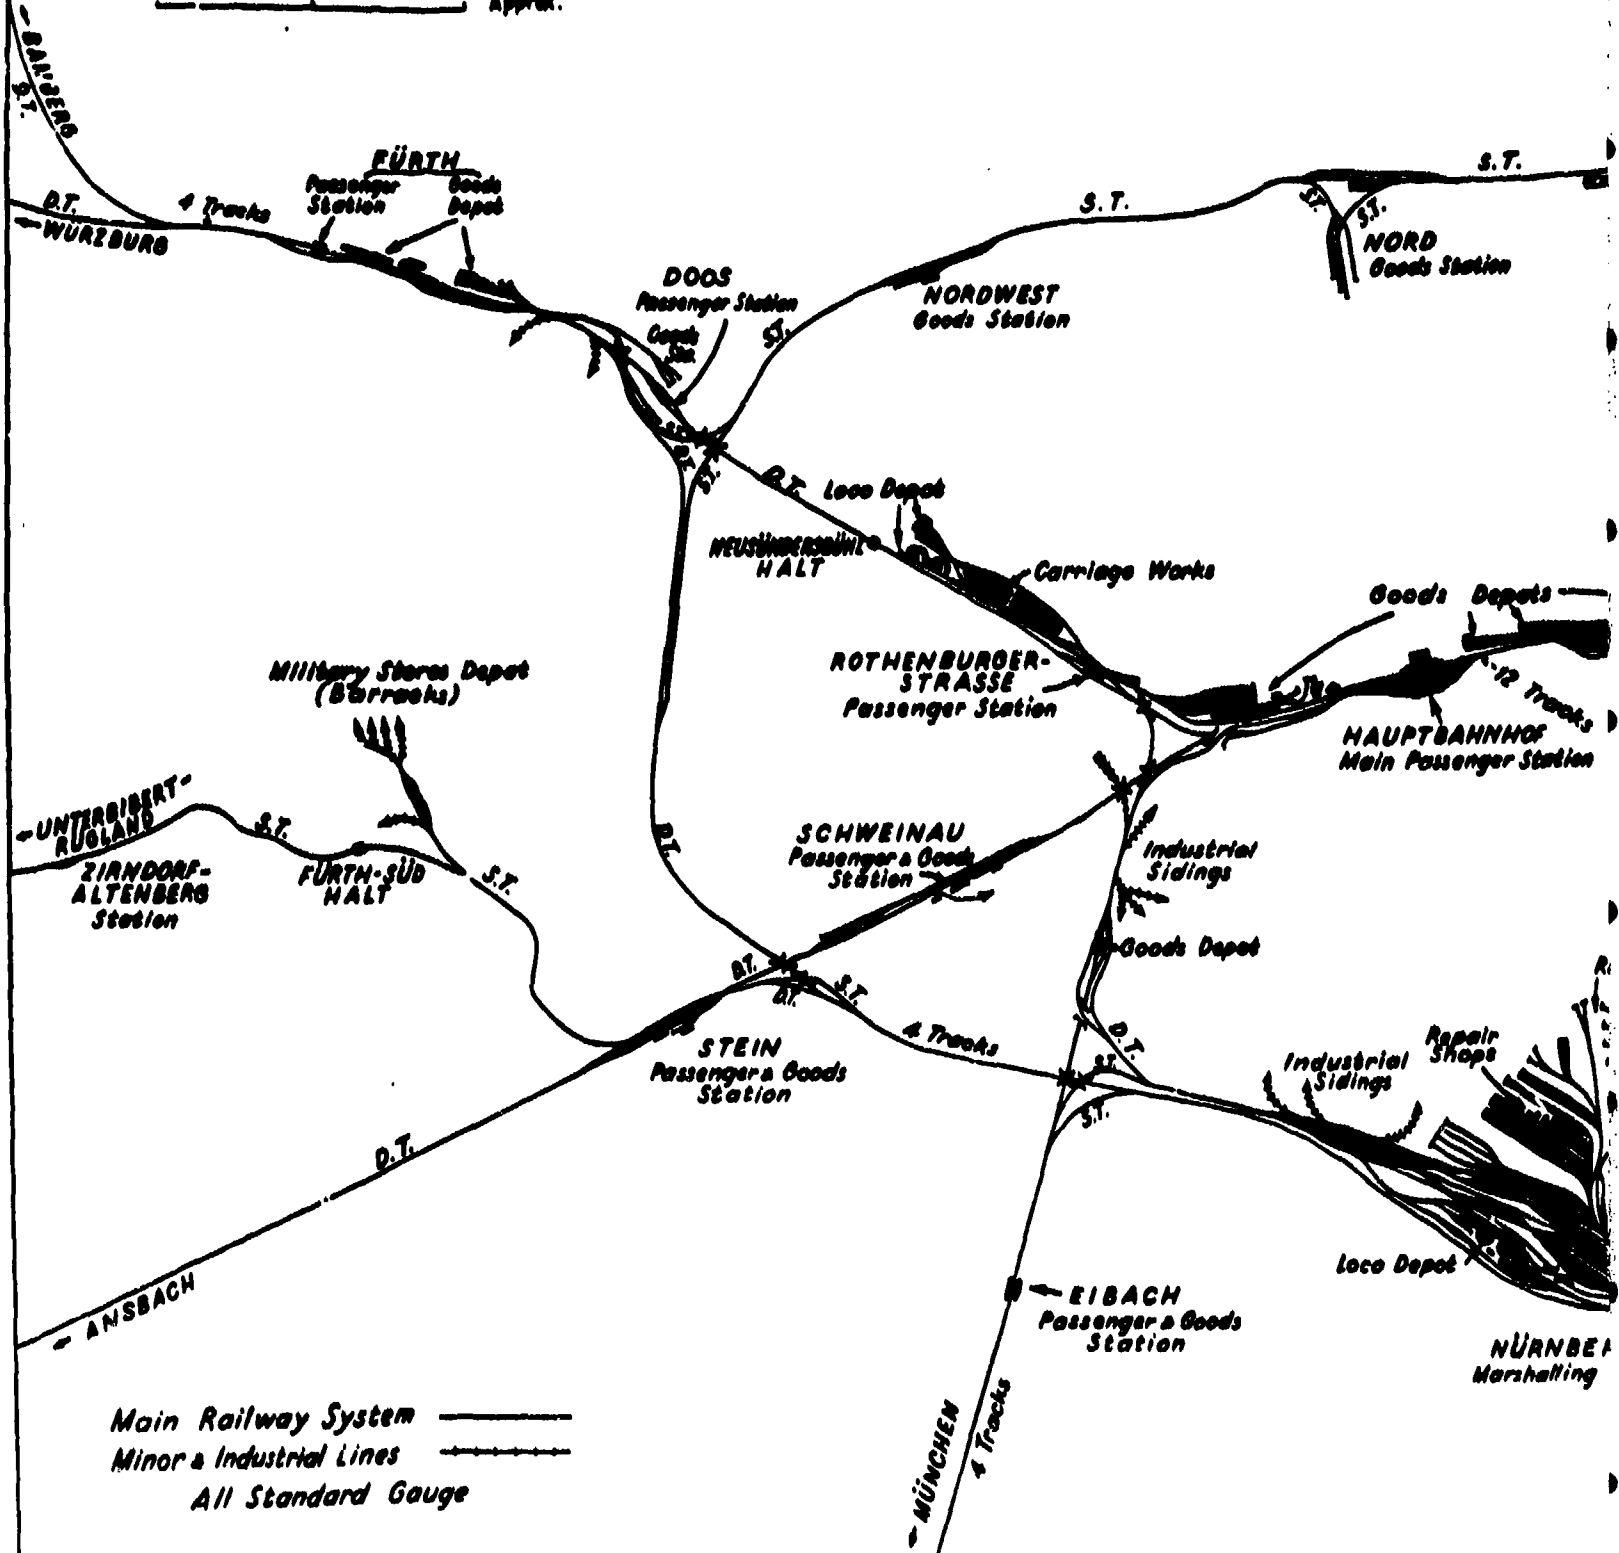 Approx.
← BAMBERG
D.T.
FÜRTH
Passenger
Station
Goods
Depot
D.T.
4 Tracks
← WÜRZBURG
S.T.
S.T.
S.T.
S.T.
NORD
Goods Station
DOOS
Passenger Station
Goods
Sta.
S.T.
NORDWEST
Goods Station
D.T.
S.T.
D.T.
Loco Depot
HALT
Carriage Works
Goods Depots
ROTHENBURGER-
STRASSE
Passenger Station
12 Tracks
HAUPTBAHNHOF
Main Passenger Station
Military Stores Depot
(Barracks)
← UNTERBIBERT-
RÜGLAND
S.T.
ZIRNDORF-
ALTENBERG
Station
FÜRTH-SÜD
HALT
S.T.
D.T.
SCHWEINAU
Passenger & Goods
Station
Industrial
Sidings
Goods Depot
D.T.
D.T.
S.T.
4 Tracks
D.T.
S.T.
S.T.
STEIN
Passenger & Goods
Station
Industrial
Sidings
Repair
Shops
D.T.
← ANSBACH
Loco Depot
← EIBACH
Passenger & Goods
Station
NÜRNBE
Marshalling
← MÜNCHEN
4 Tracks
Main Railway System
Minor & Industrial Lines
All Standard Gauge